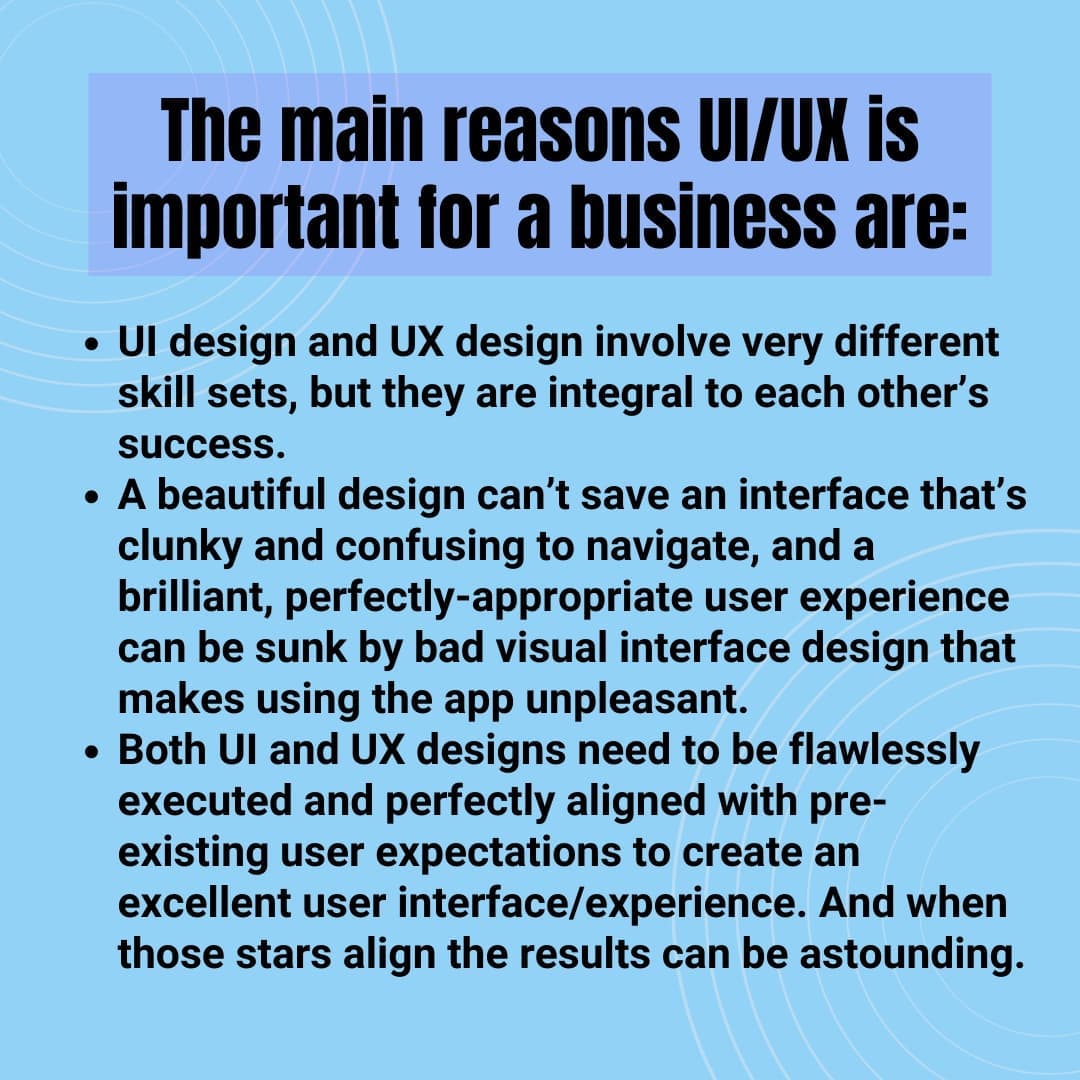 The main reasons UI/UX is
important for a business are:
• UI design and UX design involve very different
skill sets, but they are integral to each other’s
success.
• A beautiful design can’t save an interface that’s
clunky and confusing to navigate, and a
brilliant, perfectly-appropriate user experience
can be sunk by bad visual interface design that
makes using the app unpleasant.
• Both UI and UX designs need to be flawlessly
executed and perfectly aligned with pre-
existing user expectations to create an
excellent user interface/experience. And when
those stars align the results can be astounding.